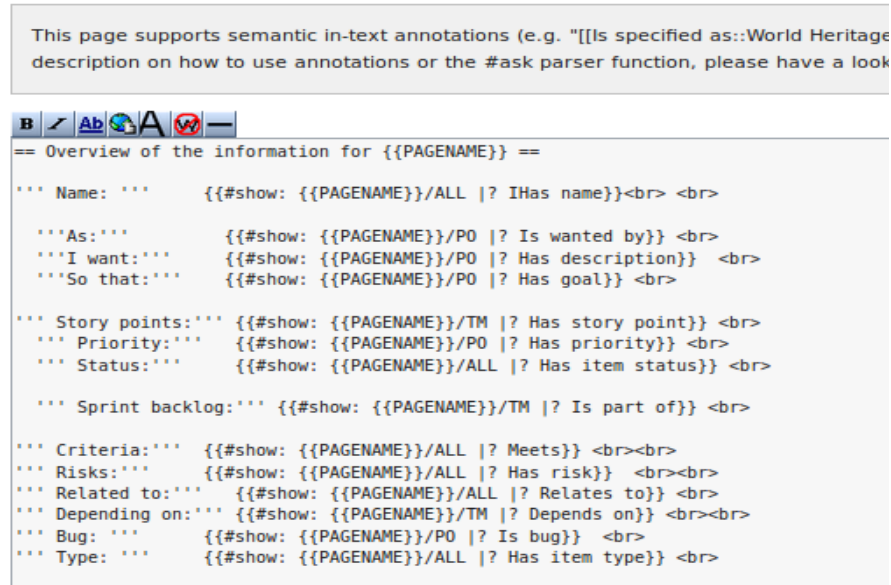 This page supports semantic in-text annotations (e.g. "[[Is specified as::World Heritage
description on how to use annotations or the #ask parser function, please have a look
B I Ab A W —
== Overview of the information for {{PAGENAME}} ==
''' Name: '''     {{#show: {{PAGENAME}}/ALL |? IHas name}}<br> <br>
  '''As:'''         {{#show: {{PAGENAME}}/PO |? Is wanted by}} <br>
  '''I want:'''     {{#show: {{PAGENAME}}/PO |? Has description}}  <br>
  '''So that:'''    {{#show: {{PAGENAME}}/PO |? Has goal}} <br>
''' Story points:''' {{#show: {{PAGENAME}}/TM |? Has story point}} <br>
  ''' Priority:'''   {{#show: {{PAGENAME}}/PO |? Has priority}} <br>
  ''' Status:'''     {{#show: {{PAGENAME}}/ALL |? Has item status}} <br>
  ''' Sprint backlog:''' {{#show: {{PAGENAME}}/TM |? Is part of}} <br>
''' Criteria:'''  {{#show: {{PAGENAME}}/ALL |? Meets}} <br><br>
''' Risks:'''     {{#show: {{PAGENAME}}/ALL |? Has risk}}  <br><br>
''' Related to:'''   {{#show: {{PAGENAME}}/ALL |? Relates to}} <br>
''' Depending on:''' {{#show: {{PAGENAME}}/TM |? Depends on}} <br><br>
''' Bug: '''      {{#show: {{PAGENAME}}/PO |? Is bug}}  <br>
''' Type: '''     {{#show: {{PAGENAME}}/ALL |? Has item type}} <br>